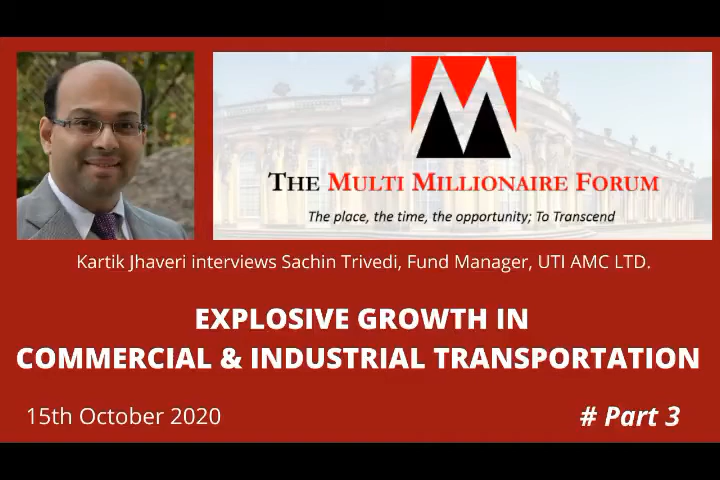 THE MULTI MILLIONAIRE FORUM
The place, the time, the opportunity; To Transcend
Kartik Jhaveri interviews Sachin Trivedi, Fund Manager, UTI AMC LTD.
EXPLOSIVE GROWTH IN
COMMERCIAL & INDUSTRIAL TRANSPORTATION
15th October 2020
# Part 3